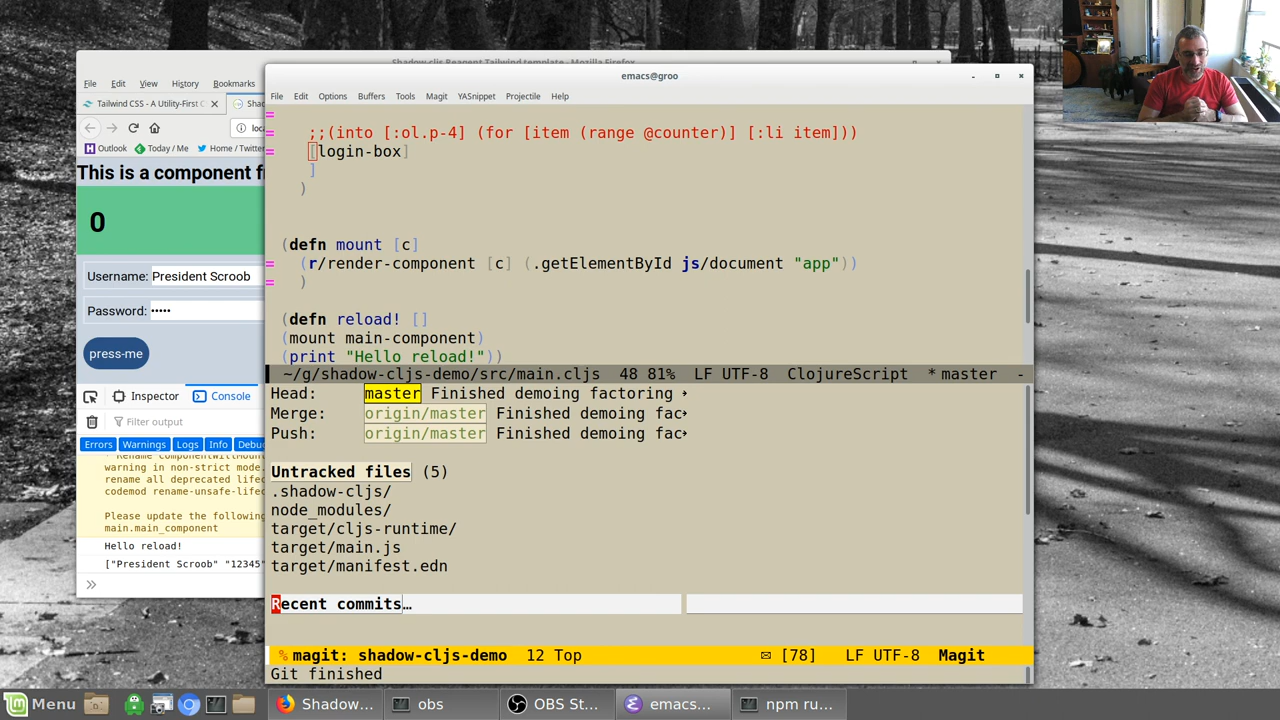 Shadow-cljs Reagent Tailwind template - Mozilla Firefox
File Edit View History Bookmarks
Tailwind CSS - A Utility-First C
Shac
loca
Outlook Today / Me Home / Twitter
This is a component f
0
Username: President Scroob
Password: •••••
press-me
Inspector Console
Filter output
Errors Warnings Logs Info Debu
warning in non-strict mode.
rename all deprecated lifec
codemod rename-unsafe-lifec
Please update the following
main.main_component
Hello reload!
["President Scroob" "12345"
»
emacs@groo
File Edit Options Buffers Tools Magit YASnippet Projectile Help
;;(into [:ol.p-4] (for [item (range @counter)] [:li item]))
[login-box]
]
)
(defn mount [c]
(r/render-component [c] (.getElementById js/document "app"))
)
(defn reload! []
(mount main-component)
(print "Hello reload!"))
~/g/shadow-cljs-demo/src/main.cljs 48 81% LF UTF-8 ClojureScript * master -
Head: master Finished demoing factoring
Merge: origin/master Finished demoing fac
Push: origin/master Finished demoing fac
Untracked files (5)
.shadow-cljs/
node_modules/
target/cljs-runtime/
target/main.js
target/manifest.edn
Recent commits…
% magit: shadow-cljs-demo 12 Top ✉ [78] LF UTF-8 Magit
Git finished
Menu Shadow... obs OBS St... emacs... npm ru...